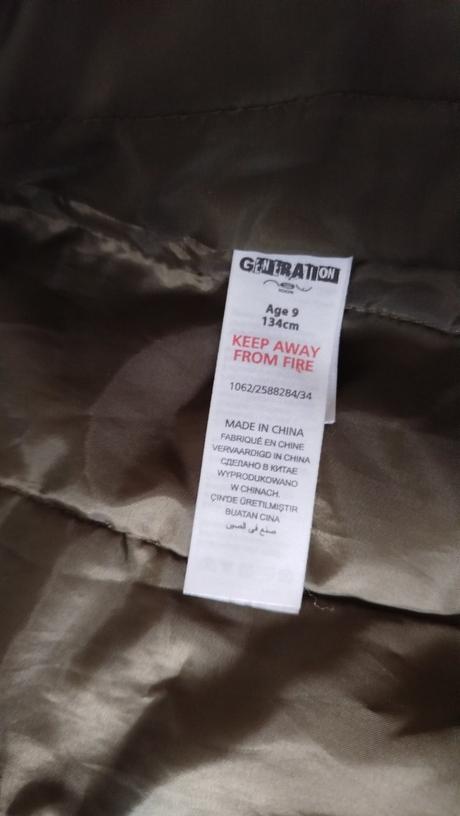 GENERATION
Age 9
134cm
KEEP AWAY
FROM FIRE
1062/2588284/34
MADE IN CHINA
FABRIQUÉ EN CHINE
VERVAARDIGD IN CHINA
СДЕЛАНО В КИТАЕ
WYPRODUKOWANO
W CHINACH.
ÇIN'DE ÜRETILMIŞTIR
BUATAN CINA
صنع في الصين